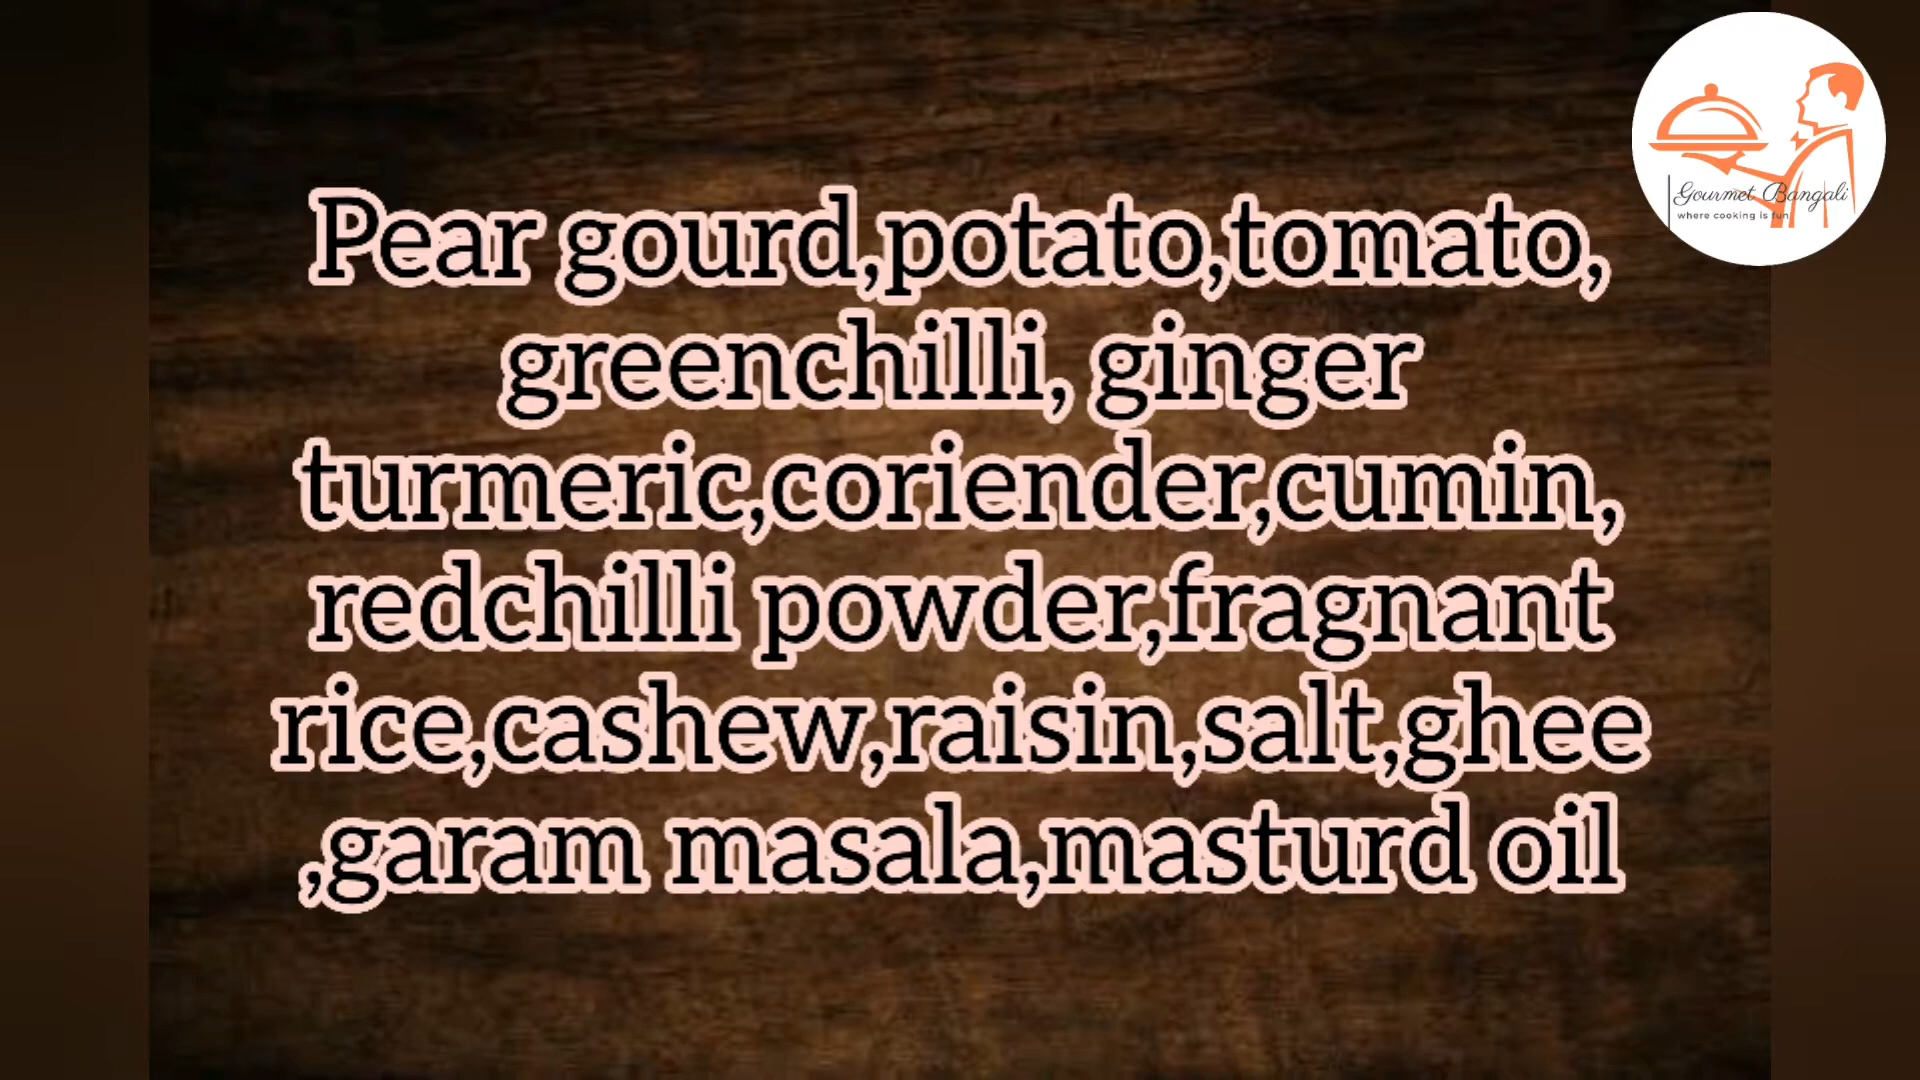 Gourmet Bangali
where cooking is fun
Pear gourd,potato,tomato,
greenchilli, ginger
turmeric,coriender,cumin,
redchilli powder,fragnant
rice,cashew,raisin,salt,ghee
,garam masala,masturd oil